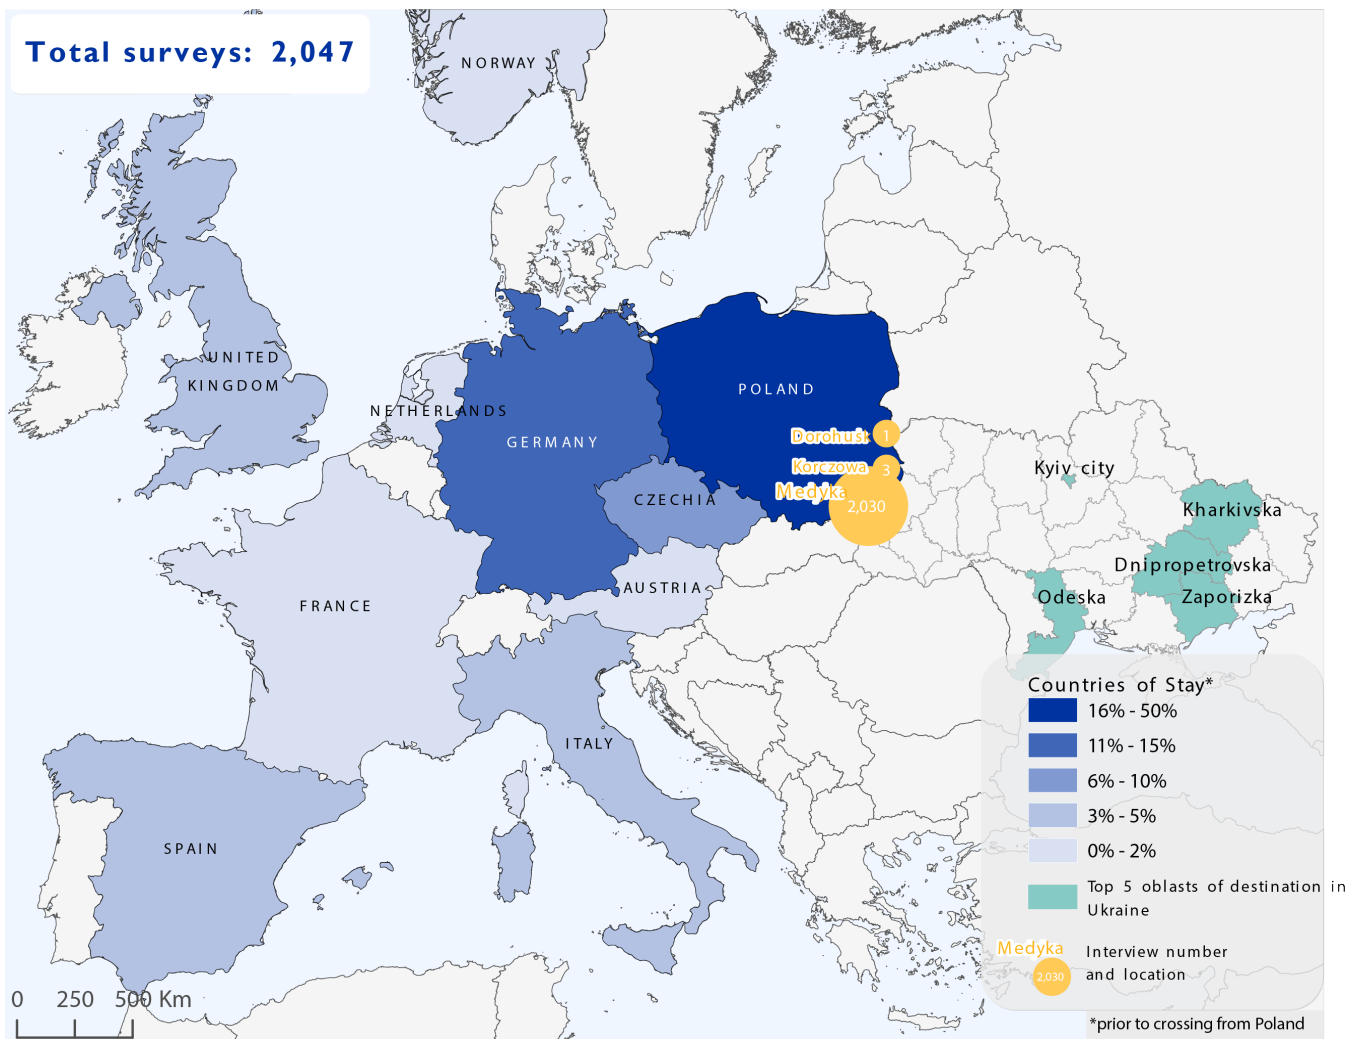 Total surveys: 2,047
NORWAY
UNITED
KINGDOM
NETHERLANDS
GERMANY
POLAND
Dorohusk
1
Korczowa
3
Medyka
2,030
CZECHIA
AUSTRIA
FRANCE
ITALY
SPAIN
Kyiv city
Kharkivska
Dnipropetrovska
Odeska
Zaporizka
Countries of Stay*
16% - 50%
11% - 15%
6% - 10%
3% - 5%
0% - 2%
Top 5 oblasts of destination in
Ukraine
Medyka
2,030
Interview number
and location
0 250 500 Km
*prior to crossing from Poland